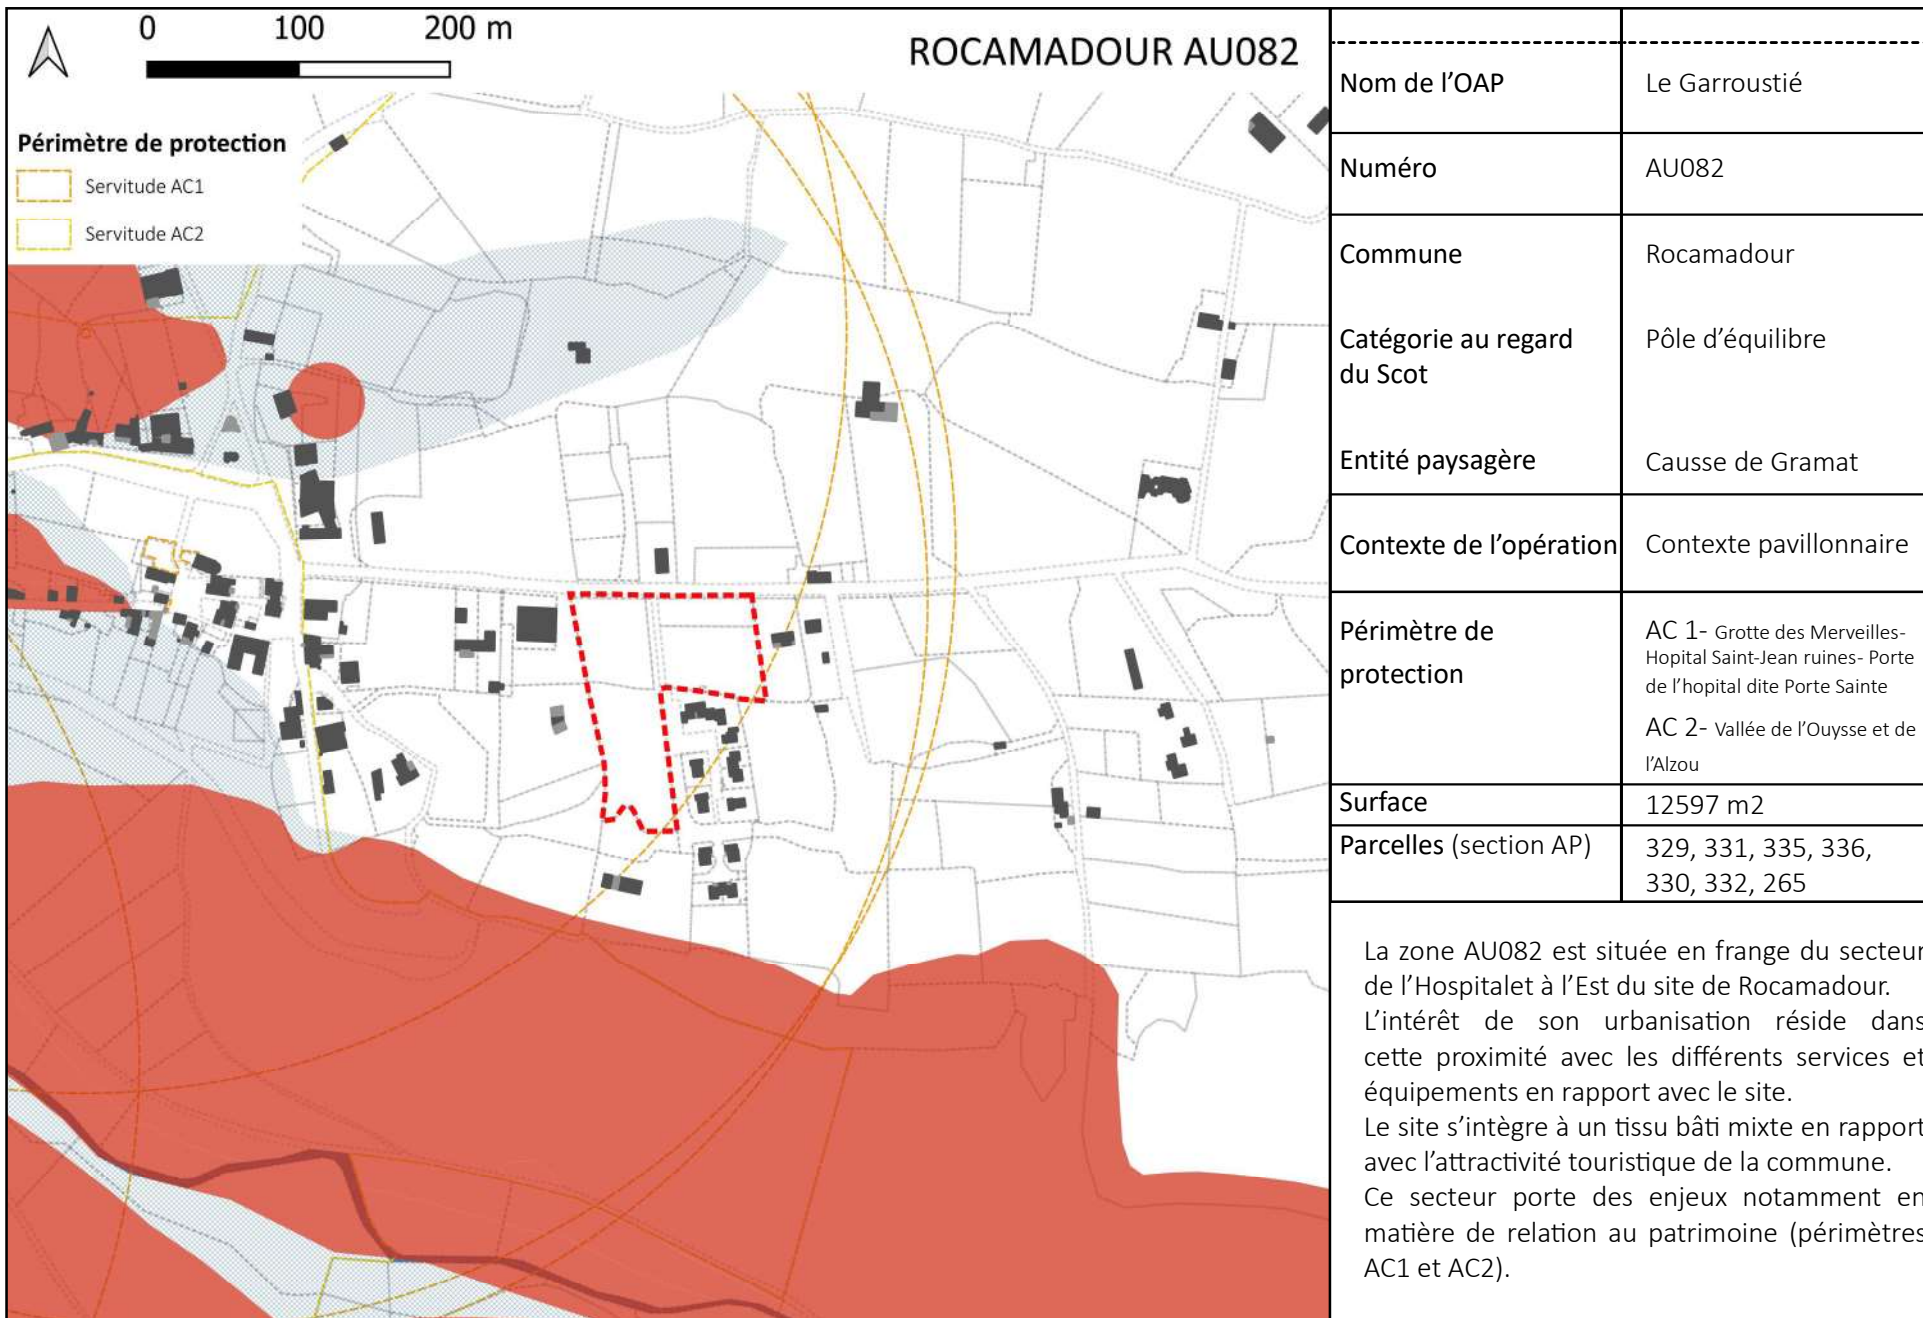 0 100 200 m
ROCAMADOUR AU082
Périmètre de protection
Servitude AC1
Servitude AC2
Nom de l’OAP Le Garroustié
Numéro AU082
Commune Rocamadour
Catégorie au regard Pôle d’équilibre
du Scot
Entité paysagère Causse de Gramat
Contexte de l’opération Contexte pavillonnaire
Périmètre de
protection
AC 1- Grotte des Merveilles-
Hopital Saint-Jean ruines- Porte
de l’hopital dite Porte Sainte
AC 2- Vallée de l’Ouysse et de
l’Alzou
Surface 12597 m2
Parcelles (section AP) 329, 331, 335, 336,
330, 332, 265
La zone AU082 est située en frange du secteur
de l’Hospitalet à l’Est du site de Rocamadour.
L’intérêt de son urbanisation réside dans
cette proximité avec les différents services et
équipements en rapport avec le site.
Le site s’intègre à un tissu bâti mixte en rapport
avec l’attractivité touristique de la commune.
Ce secteur porte des enjeux notamment en
matière de relation au patrimoine (périmètres
AC1 et AC2).